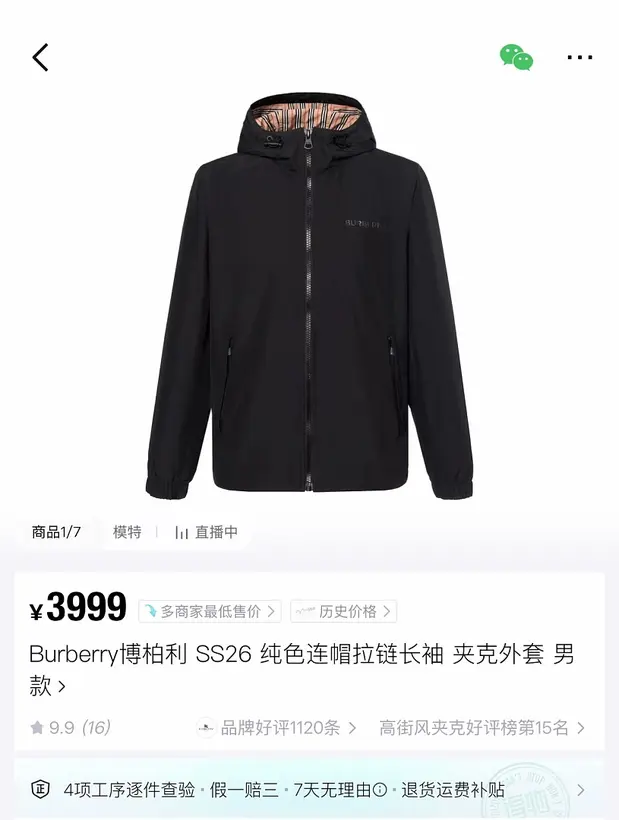 BURBERRY
商品1/7 模特 直播中
¥3999 多商家最低售价 历史价格
Burberry博柏利 SS26 纯色连帽拉链长袖 夹克外套 男
款
9.9 (16) 品牌好评1120条 高街风夹克好评榜第15名
正 4项工序逐件查验 · 假一赔三 · 7天无理由 · 退货运费补贴